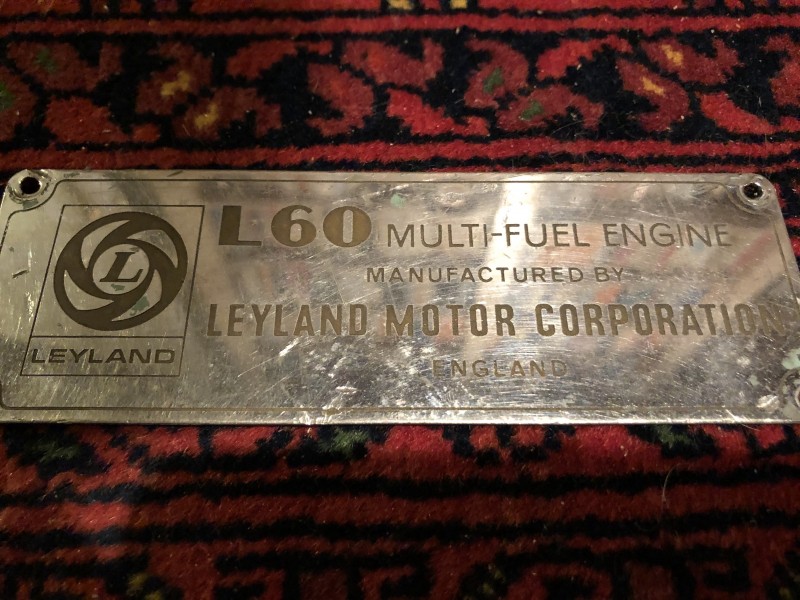 L60 MULTI-FUEL ENGINE
MANUFACTURED BY
LEYLAND MOTOR CORPORATION
ENGLAND
L
LEYLAND